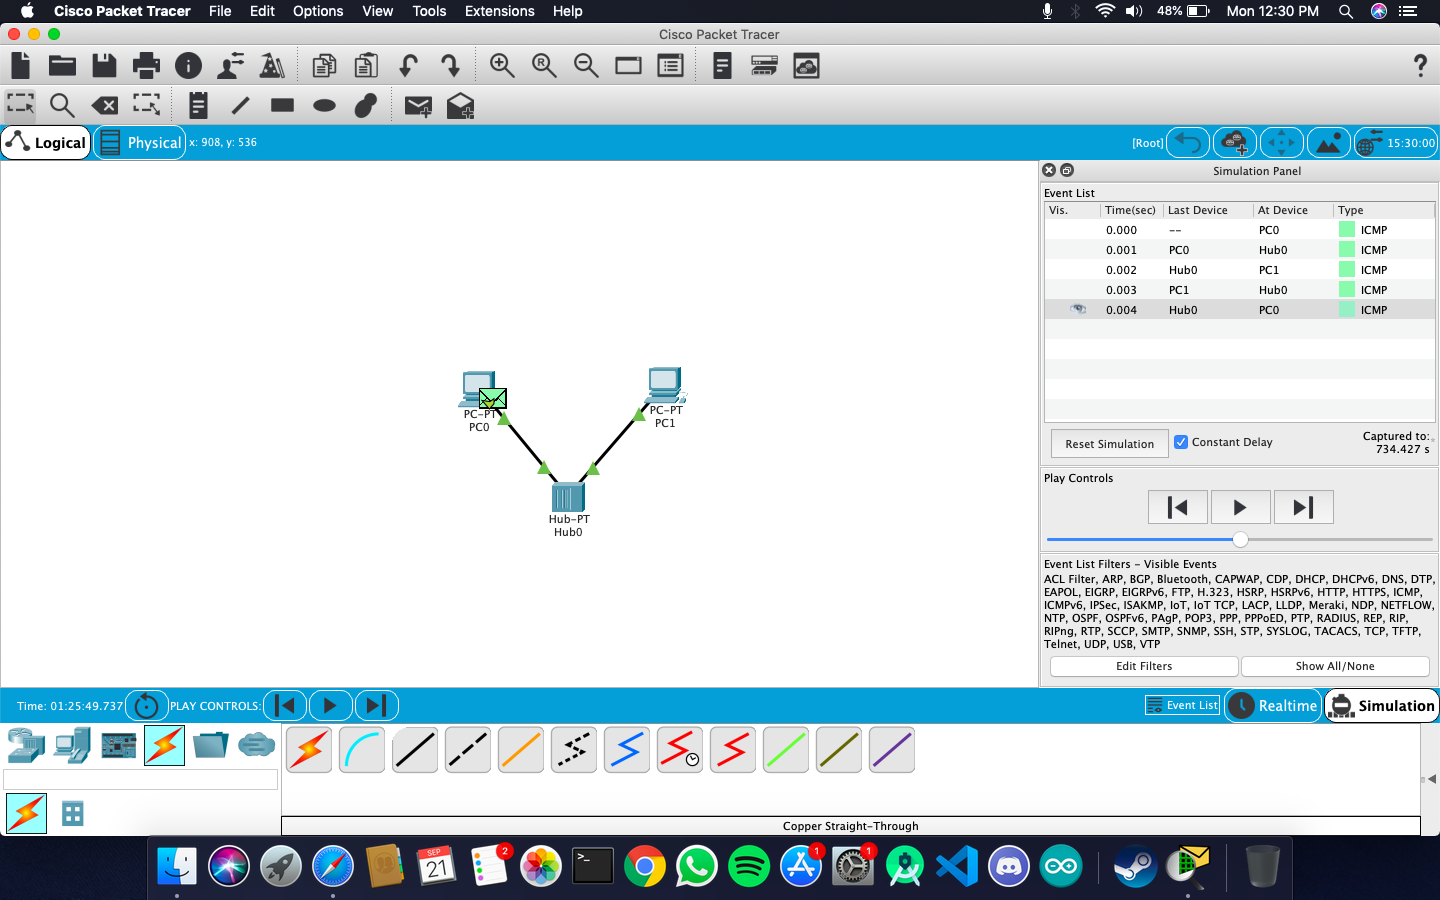 Cisco Packet Tracer File Edit Options View Tools Extensions Help 48% Mon 12:30 PM
Cisco Packet Tracer
Logical Physical x: 908, y: 536 [Root] 15:30:00
Simulation Panel
Event List
Vis. Time(sec) Last Device At Device Type
0.000 -- PC0 ICMP
0.001 PC0 Hub0 ICMP
0.002 Hub0 PC1 ICMP
0.003 PC1 Hub0 ICMP
0.004 Hub0 PC0 ICMP
Reset Simulation Constant Delay Captured to:
734.427 s
Play Controls
Event List Filters - Visible Events
ACL Filter, ARP, BGP, Bluetooth, CAPWAP, CDP, DHCP, DHCPv6, DNS, DTP,
EAPOL, EIGRP, EIGRPv6, FTP, H.323, HSRP, HSRPv6, HTTP, HTTPS, ICMP,
ICMPv6, IPSec, ISAKMP, IoT, IoT TCP, LACP, LLDP, Meraki, NDP, NETFLOW,
NTP, OSPF, OSPFv6, PAgP, POP3, PPP, PPPoED, PTP, RADIUS, REP, RIP,
RIPng, RTP, SCCP, SMTP, SNMP, SSH, STP, SYSLOG, TACACS, TCP, TFTP,
Telnet, UDP, USB, VTP
Edit Filters Show All/None
PC-PT
PC0
PC-PT
PC1
Hub-PT
Hub0
Time: 01:25:49.737 PLAY CONTROLS: Event List Realtime Simulation
Copper Straight-Through
SEP
21
2
1
1